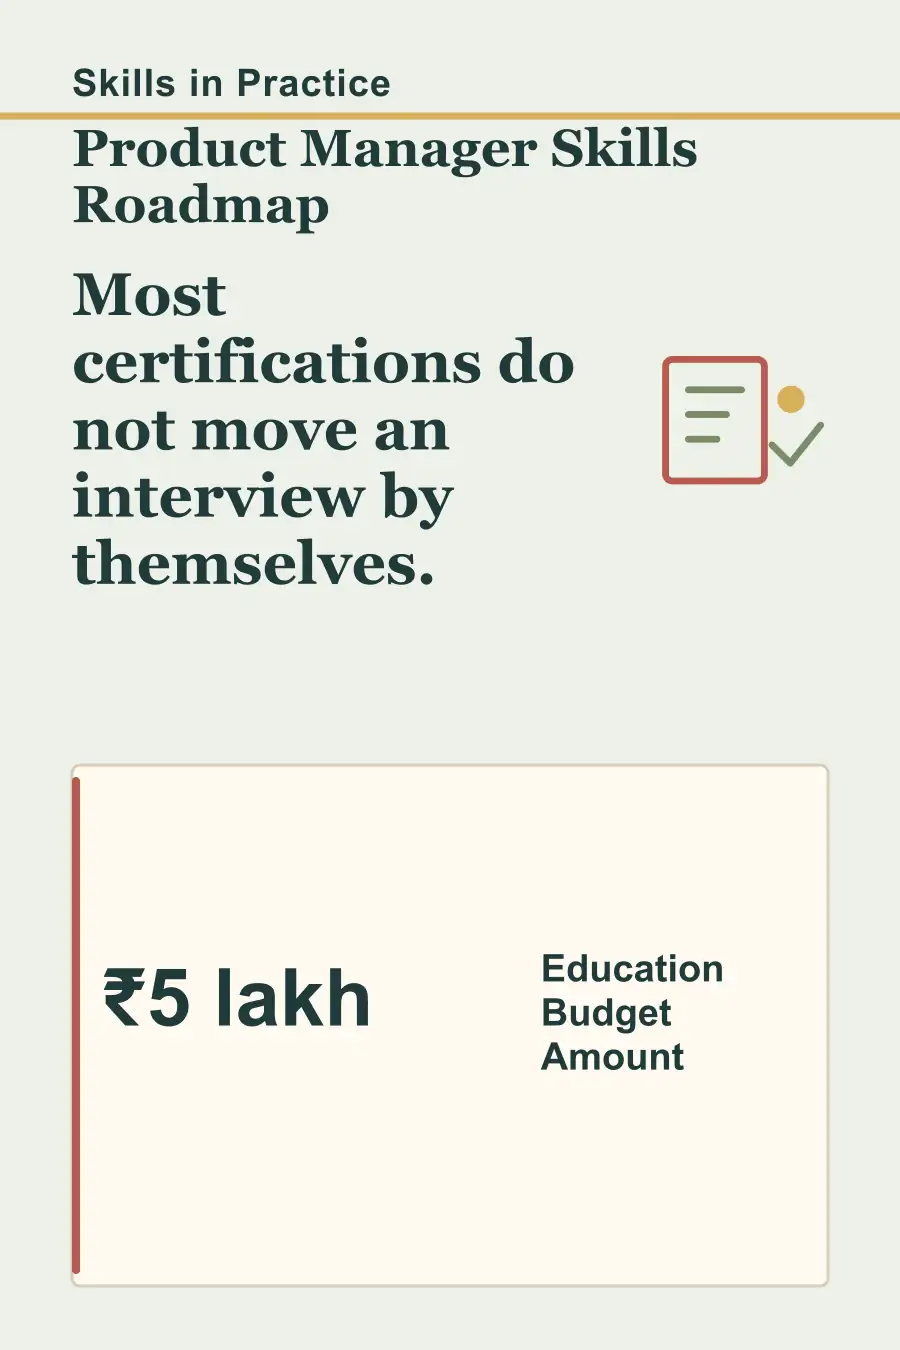 Skills in Practice
Product Manager Skills
Roadmap
Most
certifications do
not move an
interview by
themselves.
₹5 lakh
Education
Budget
Amount